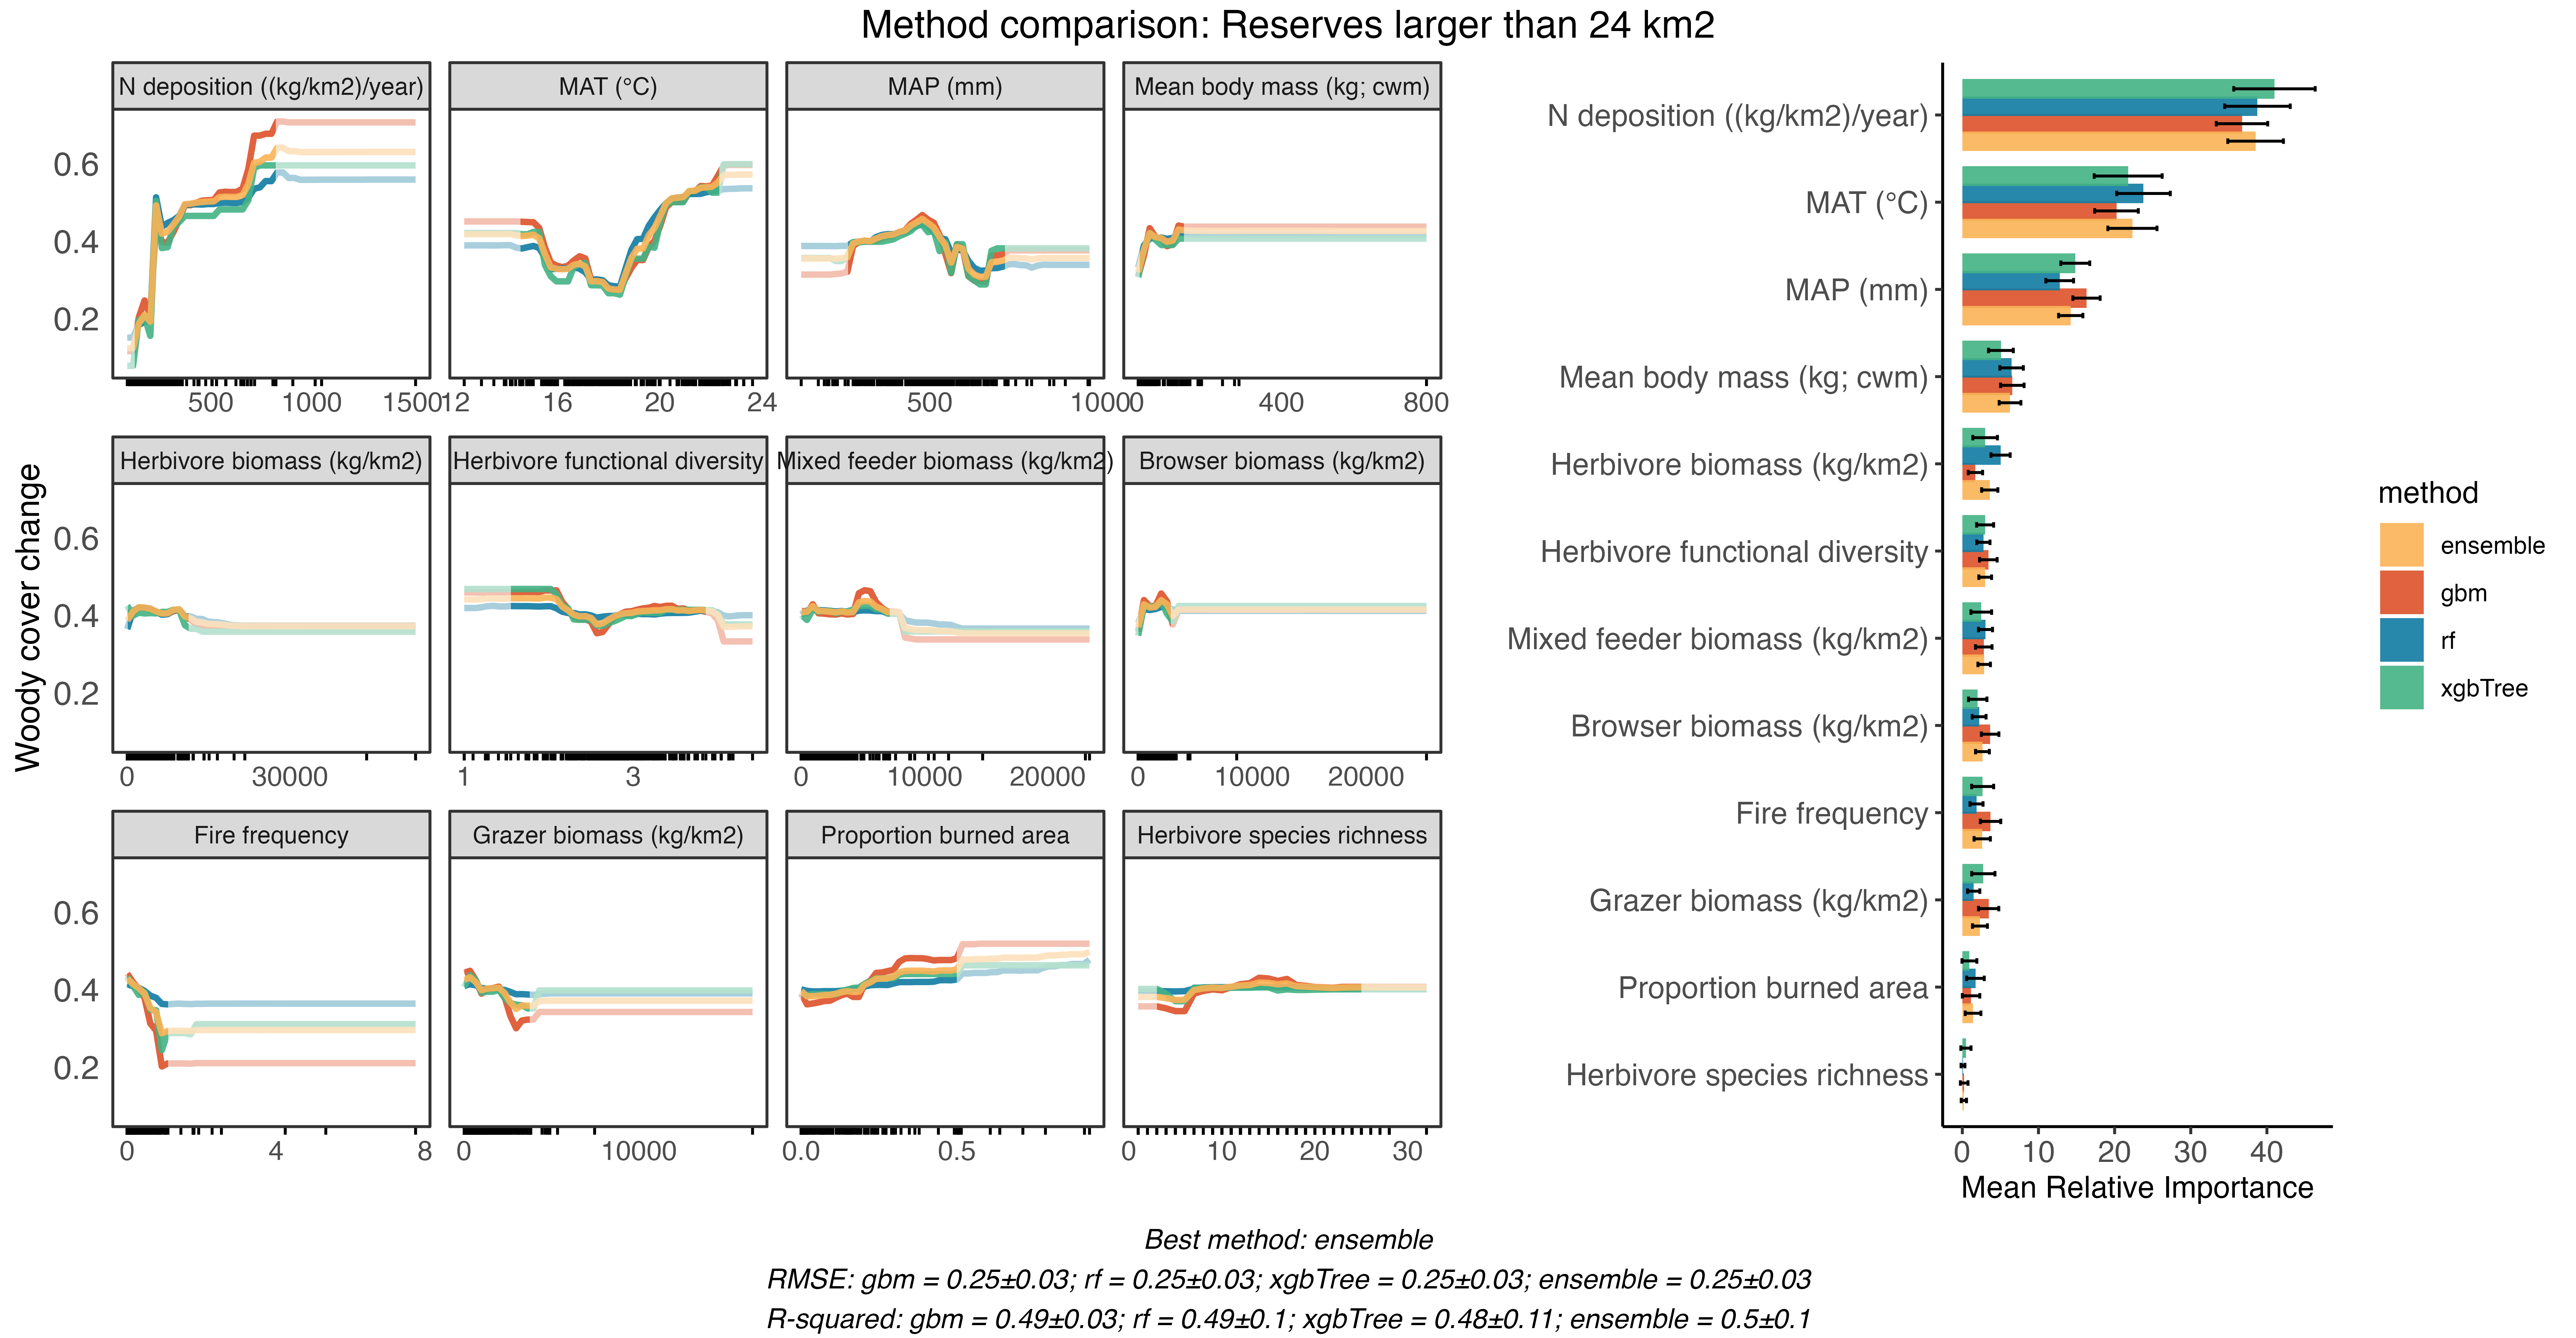 Method comparison: Reserves larger than 24 km2
N deposition ((kg/km2)/year)
MAT (°C)
MAP (mm)
Mean body mass (kg; cwm)
0.6
0.4
0.2
500 1000 1500
12 16 20 24
500 1000
0 400 800
Herbivore biomass (kg/km2)
Herbivore functional diversity
Mixed feeder biomass (kg/km2)
Browser biomass (kg/km2)
Woody cover change
0.6
0.4
0.2
0 30000
1 3
0 10000 20000
0 10000 20000
Fire frequency
Grazer biomass (kg/km2)
Proportion burned area
Herbivore species richness
0.6
0.4
0.2
0 4 8
0 10000
0.0 0.5
0 10 20 30
N deposition ((kg/km2)/year)
MAT (°C)
MAP (mm)
Mean body mass (kg; cwm)
Herbivore biomass (kg/km2)
Herbivore functional diversity
Mixed feeder biomass (kg/km2)
Browser biomass (kg/km2)
Fire frequency
Grazer biomass (kg/km2)
Proportion burned area
Herbivore species richness
0 10 20 30 40
Mean Relative Importance
method
ensemble
gbm
rf
xgbTree
Best method: ensemble
RMSE: gbm = 0.25±0.03; rf = 0.25±0.03; xgbTree = 0.25±0.03; ensemble = 0.25±0.03
R-squared: gbm = 0.49±0.03; rf = 0.49±0.1; xgbTree = 0.48±0.11; ensemble = 0.5±0.1